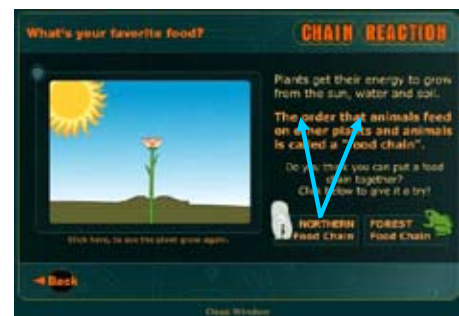 What's your favorite food?
CHAIN REACTION
Plants get their energy to grow
from the sun, water and soil.
The order that animals feed
on other plants and animals
is called a "food chain".
Do you think you can put a food
chain together?
Click below to give it a try!
NORTHERN
Food Chain
FOREST
Food Chain
Click here, to see the plant grow again.
Back
Close Window